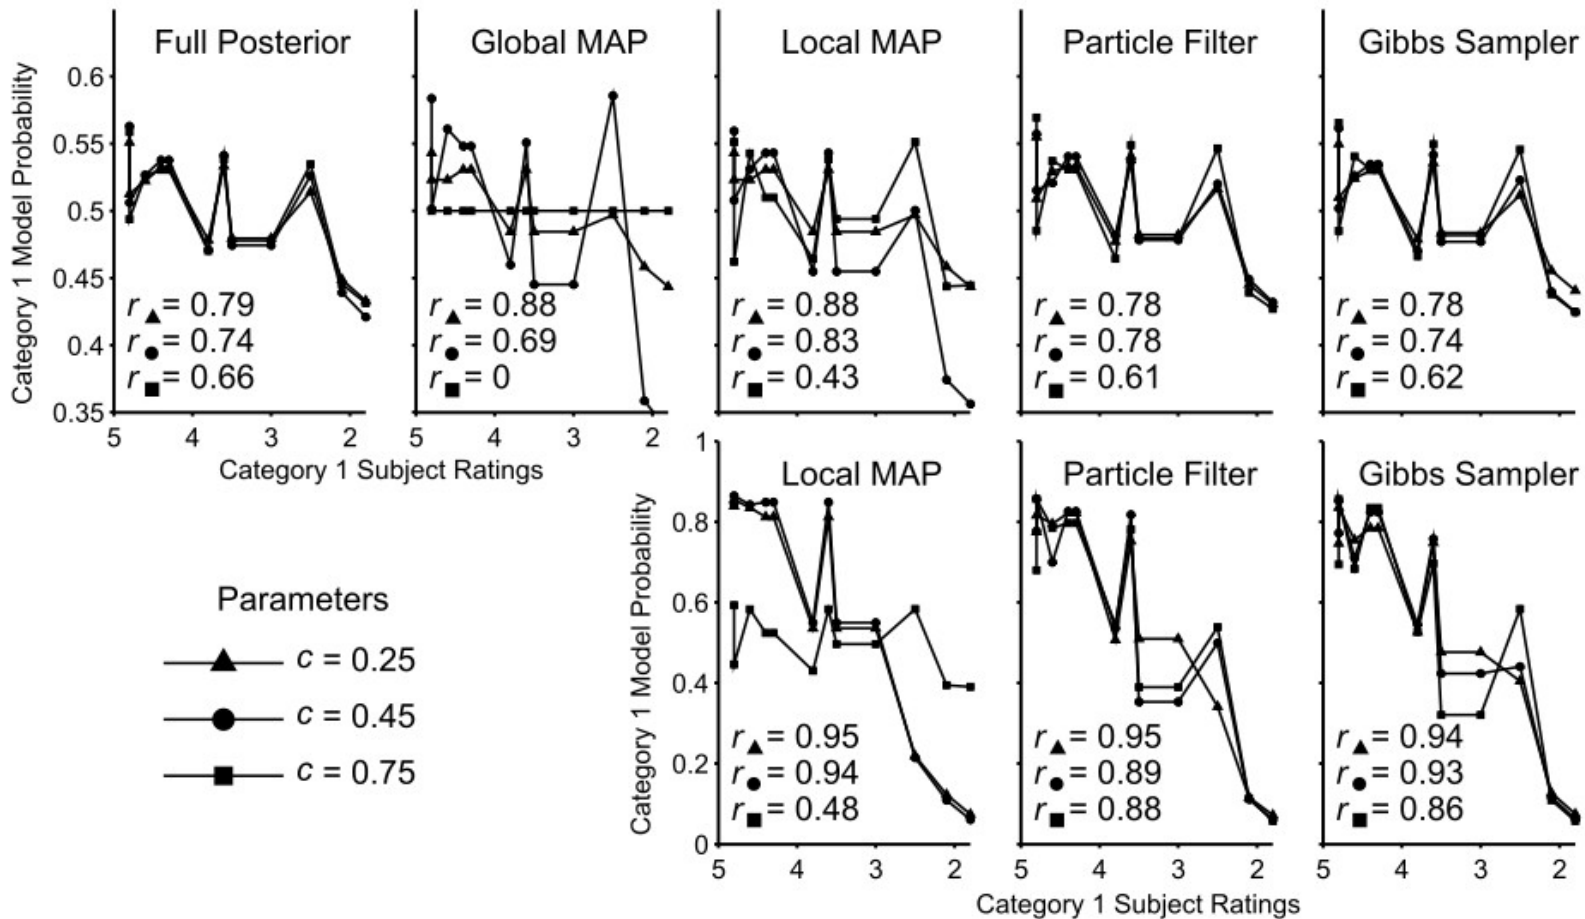 Full Posterior
Global MAP
Local MAP
Particle Filter
Gibbs Sampler
Category 1 Model Probability
0.6
0.55
0.5
0.45
0.4
0.35
r▲= 0.79
r●= 0.74
r■= 0.66
r▲= 0.88
r●= 0.69
r■= 0
r▲= 0.88
r●= 0.83
r■= 0.43
r▲= 0.78
r●= 0.78
r■= 0.61
r▲= 0.78
r●= 0.74
r■= 0.62
5 4 3 2
4 3 2
Category 1 Subject Ratings
Local MAP
Particle Filter
Gibbs Sampler
Category 1 Model Probability
1
0.8
0.6
0.4
0.2
0
r▲= 0.95
r●= 0.94
r■= 0.48
r▲= 0.95
r●= 0.89
r■= 0.88
r▲= 0.94
r●= 0.93
r■= 0.86
5 4 3 2
5 4 3 2
5 4 3 2
Category 1 Subject Ratings
Parameters
c = 0.25
c = 0.45
c = 0.75